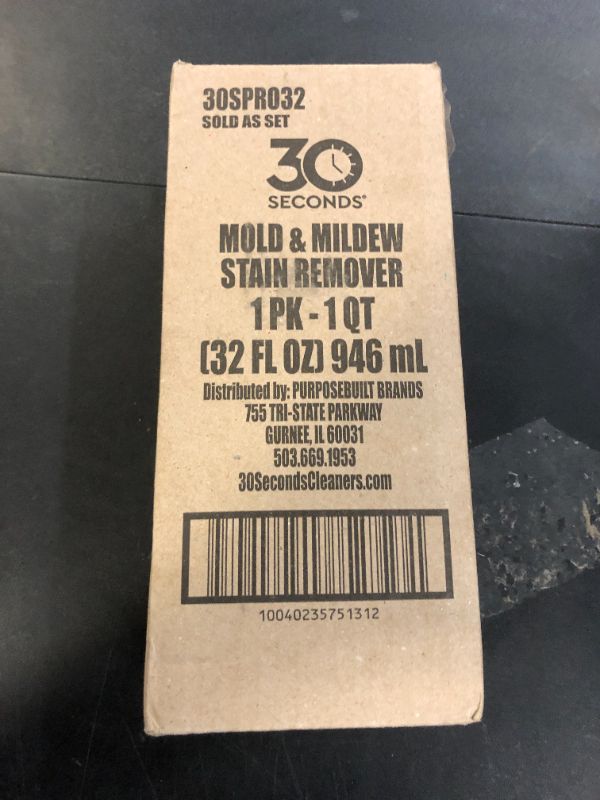 30SPRO32
SOLD AS SET
30
SECONDS®
MOLD & MILDEW
STAIN REMOVER
1 PK - 1 QT
(32 FL OZ) 946 mL
Distributed by: PURPOSEBUILT BRANDS
755 TRI-STATE PARKWAY
GURNEE, IL 60031
503.669.1953
30SecondsCleaners.com
10040235751312